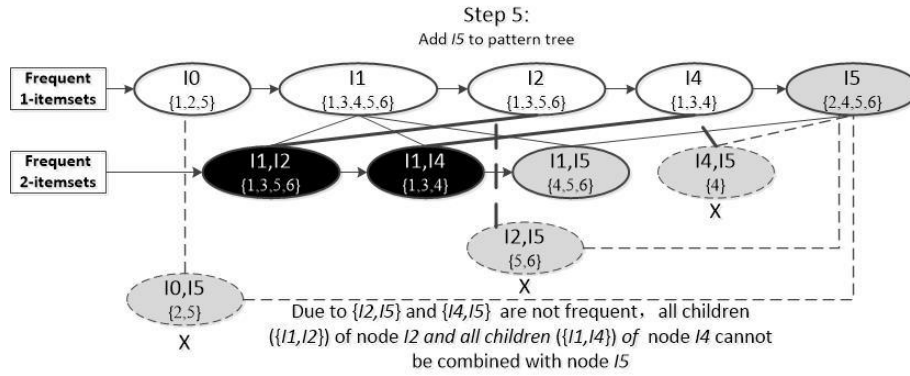 Step 5:
Add I5 to pattern tree
Frequent
1-itemsets
I0
{1,2,5}
I1
{1,3,4,5,6}
I2
{1,3,5,6}
I4
{1,3,4}
I5
{2,4,5,6}
Frequent
2-itemsets
I1,I2
{1,3,5,6}
I1,I4
{1,3,4}
I1,I5
{4,5,6}
I4,I5
{4}
X
I2,I5
{5,6}
X
I0,I5
{2,5}
X
Due to {I2,I5} and {I4,I5} are not frequent, all children
({I1,I2}) of node I2 and all children ({I1,I4}) of node I4 cannot
be combined with node I5